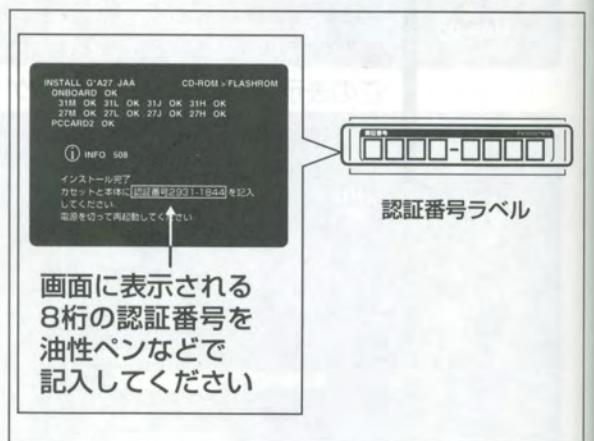 INSTALL G*A27 JAA CD-ROM > FLASHROM
ONBOARD OK
31M OK 31L OK 31J OK 31H OK
27M OK 27L OK 27J OK 27H OK
PCCARD2 OK
INFO 508
インストール完了
カセットと本体に 認証番号2931-1844 を記入
してください
電源を切って再起動してください
画面に表示される
8桁の認証番号を
油性ペンなどで
記入してください
認証番号
認証番号ラベル